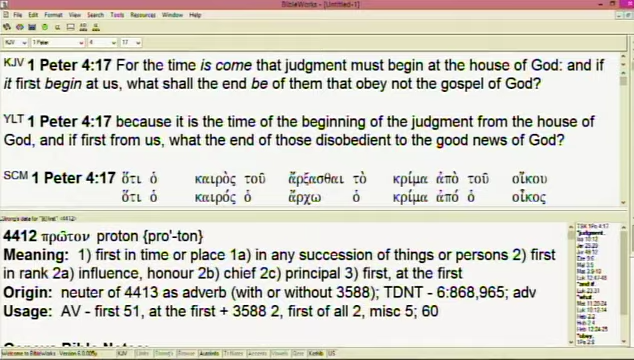 BibleWorks - [Untitled-1]
File Edit Format View Search Tools Resources Window Help
KJV 1 Peter 4 17
KJV 1 Peter 4:17 For the time is come that judgment must begin at the house of God: and if
it first begin at us, what shall the end be of them that obey not the gospel of God?
YLT 1 Peter 4:17 because it is the time of the beginning of the judgment from the house of
God, and if first from us, what the end of those disobedient to the good news of God?
SCM 1 Peter 4:17 ὅτι ὁ καιρὸς τοῦ ἄρξασθαι τὸ κρίμα ἀπὸ τοῦ οἴκου
ὅτι ὁ καιρός ὁ ἄρχω ὁ κρίμα ἀπό ὁ οἶκος
4412 πρῶτον proton {pro'-ton}
Meaning: 1) first in time or place 1a) in any succession of things or persons 2) first
in rank 2a) influence, honour 2b) chief 2c) principal 3) first, at the first
Origin: neuter of 4413 as adverb (with or without 3588); TDNT - 6:868,965; adv
Usage: AV - first 51, at the first + 3588 2, first of all 2, misc 5; 60